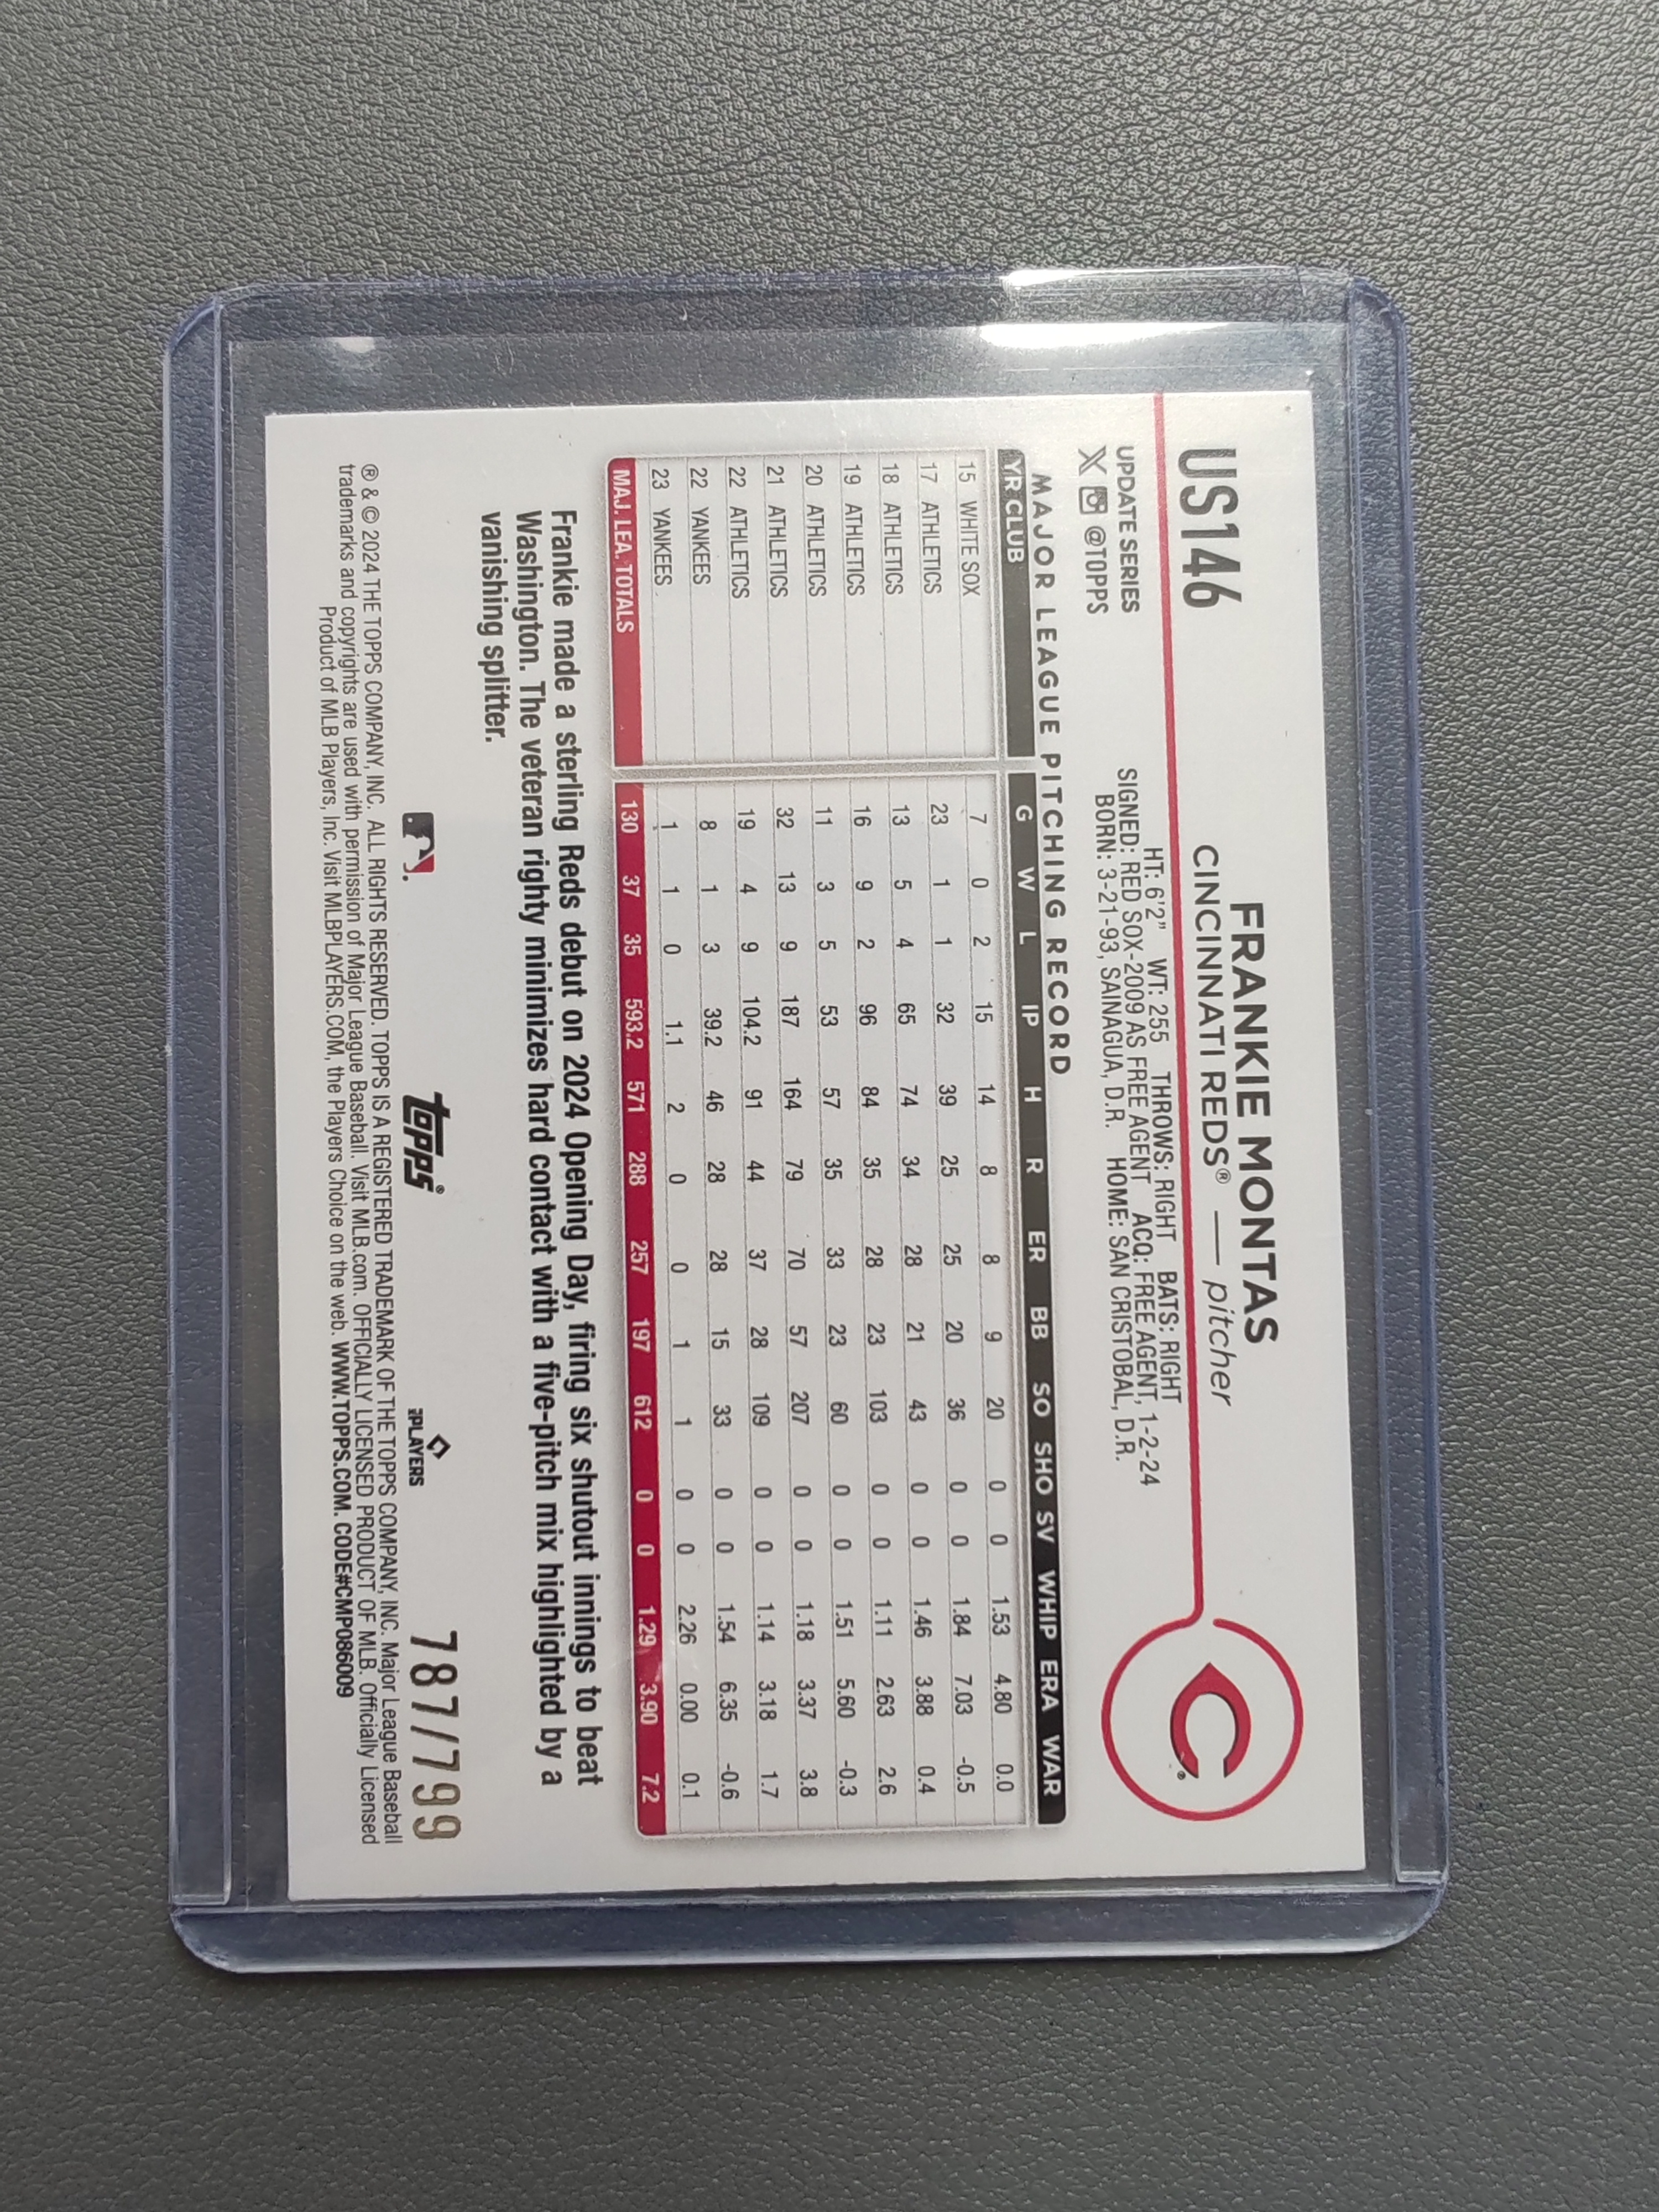 US146
FRANKIE MONTAS
CINCINNATI REDS® — pitcher
UPDATE SERIES
X @TOPPS
HT: 6'2" WT: 255 THROWS: RIGHT BATS: RIGHT
SIGNED: RED SOX-2009 AS FREE AGENT ACQ: FREE AGENT, 1-2-24
BORN: 3-21-93, SAINAGUA, D.R. HOME: SAN CRISTOBAL, D.R.
C®
MAJOR LEAGUE PITCHING RECORD
YR CLUB G W L IP H R ER BB SO SHO SV WHIP ERA WAR
15 WHITE SOX 7 0 2 15 14 8 8 9 20 0 0 1.53 4.80 0.0
17 ATHLETICS 23 1 1 32 39 25 25 20 36 0 0 1.84 7.03 -0.5
18 ATHLETICS 13 5 4 65 74 34 28 21 43 0 0 1.46 3.88 0.4
19 ATHLETICS 16 9 2 96 84 35 28 23 103 0 0 1.11 2.63 2.6
20 ATHLETICS 11 3 5 53 57 35 33 23 60 0 0 1.51 5.60 -0.3
21 ATHLETICS 32 13 9 187 164 79 70 57 207 0 0 1.18 3.37 3.8
22 ATHLETICS 19 4 9 104.2 91 44 37 28 109 0 0 1.14 3.18 1.7
22 YANKEES 8 1 3 39.2 46 28 28 15 33 0 0 1.54 6.35 -0.6
23 YANKEES 1 1 0 1.1 2 0 0 1 1 0 0 2.26 0.00 0.1
MAJ. LEA. TOTALS 130 37 35 593.2 571 288 257 197 612 0 0 1.29 3.90 7.2
Frankie made a sterling Reds debut on 2024 Opening Day, firing six shutout innings to beat
Washington. The veteran righty minimizes hard contact with a five-pitch mix highlighted by a
vanishing splitter.
topps®
PLAYERS
787/799
® & © 2024 THE TOPPS COMPANY, INC. ALL RIGHTS RESERVED. TOPPS IS A REGISTERED TRADEMARK OF THE TOPPS COMPANY, INC. Major League Baseball
trademarks and copyrights are used with permission of Major League Baseball. Visit MLB.com. OFFICIALLY LICENSED PRODUCT OF MLB. Officially Licensed
Product of MLB Players, Inc. Visit MLBPLAYERS.COM, the Players Choice on the web. WWW.TOPPS.COM. CODE#CMP086009